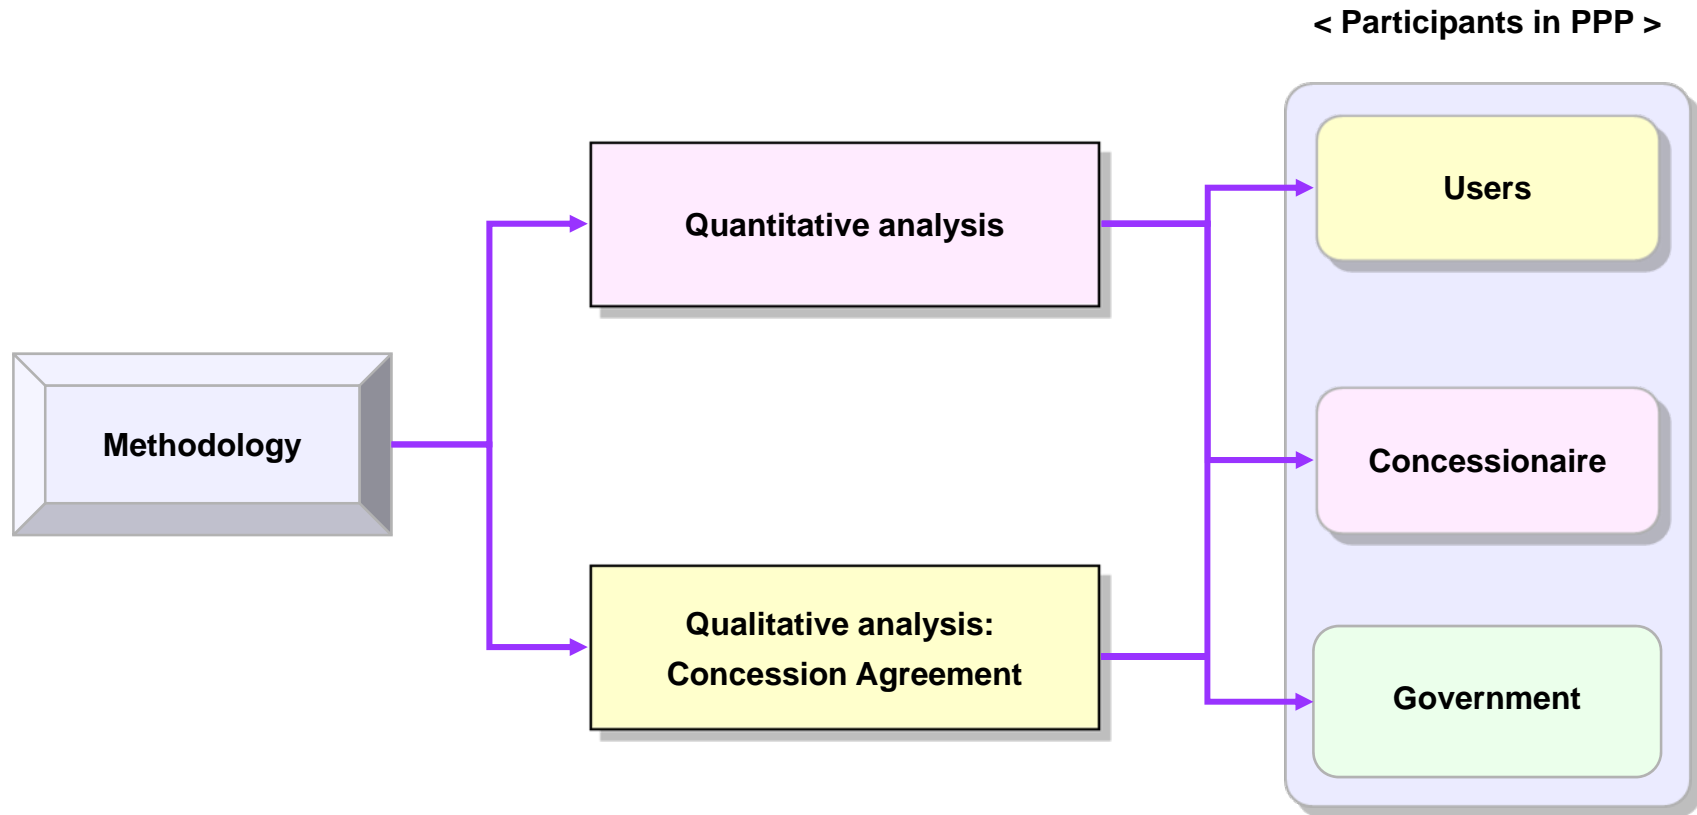 < Participants in PPP >
Users
Quantitative analysis
Methodology
Concessionaire
Qualitative analysis:
Concession Agreement
Government